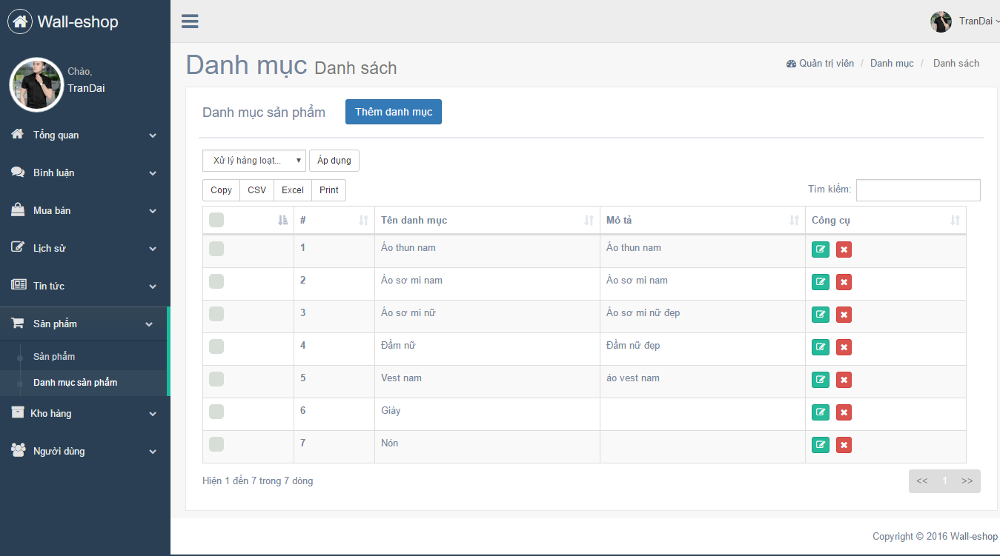 Wall-eshop
TranDai
Chào,
TranDai
Tổng quan
Bình luận
Mua bán
Lịch sử
Tin tức
Sản phẩm
Sản phẩm
Danh mục sản phẩm
Kho hàng
Người dùng
Danh mục Danh sách
Quản trị viên / Danh mục / Danh sách
Danh mục sản phẩm Thêm danh mục
Xử lý hàng loạt... Áp dụng
Copy CSV Excel Print Tìm kiếm:
# Tên danh mục Mô tả Công cụ
1 Áo thun nam Áo thun nam
2 Áo sơ mi nam Áo sơ mi nam
3 Áo sơ mi nữ Áo sơ mi nữ đẹp
4 Đầm nữ Đầm nữ đẹp
5 Vest nam áo vest nam
6 Giày
7 Nón
Hiện 1 đến 7 trong 7 dòng << 1 >>
Copyright © 2016 Wall-eshop